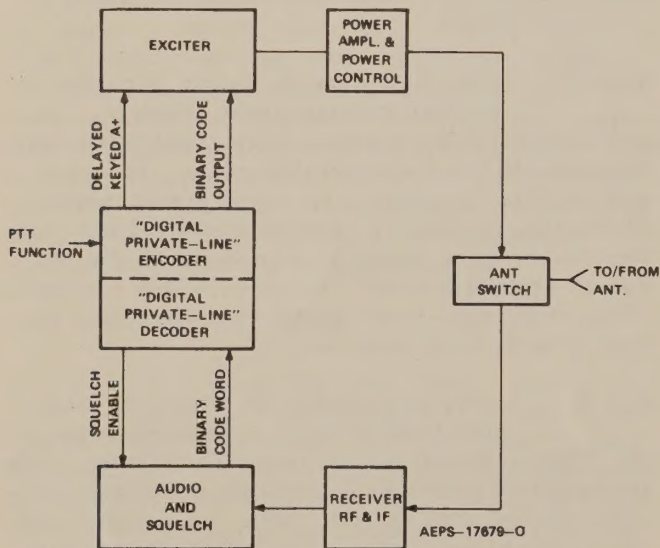 EXCITER
POWER
AMPL. &
POWER
CONTROL
DELAYED
KEYED A+
BINARY CODE
OUTPUT
PTT
FUNCTION
"DIGITAL
PRIVATE–LINE"
ENCODER
"DIGITAL
PRIVATE–LINE"
DECODER
ANT
SWITCH
TO/FROM
ANT.
SQUELCH
ENABLE
BINARY
CODE WORD
AUDIO
AND
SQUELCH
RECEIVER
RF & IF
AEPS–17679–O